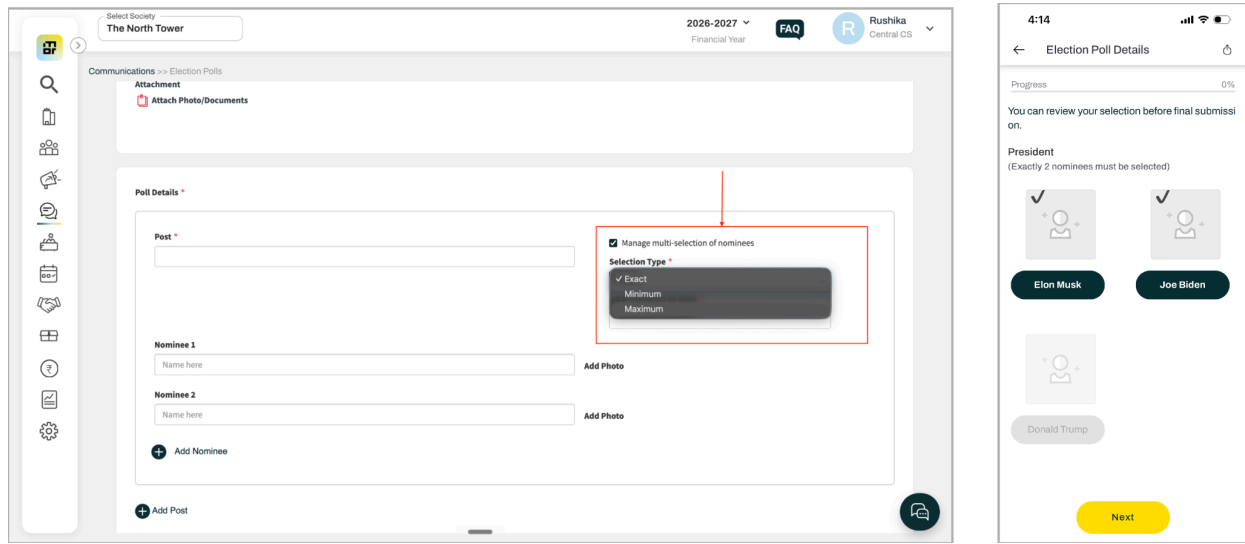 Select Society
The North Tower
2026-2027
Financial Year
FAQ
R
Rushika
Central CS
Communications >> Election Polls
Attachment
Attach Photo/Documents
Poll Details *
Post *
Manage multi-selection of nominees
Selection Type *
✓ Exact
Minimum
Maximum
Nominee 1
Name here
Add Photo
Nominee 2
Name here
Add Photo
Add Nominee
Add Post
4:14
Election Poll Details
Progress
0%
You can review your selection before final submissi
on.
President
(Exactly 2 nominees must be selected)
Elon Musk
Joe Biden
Donald Trump
Next